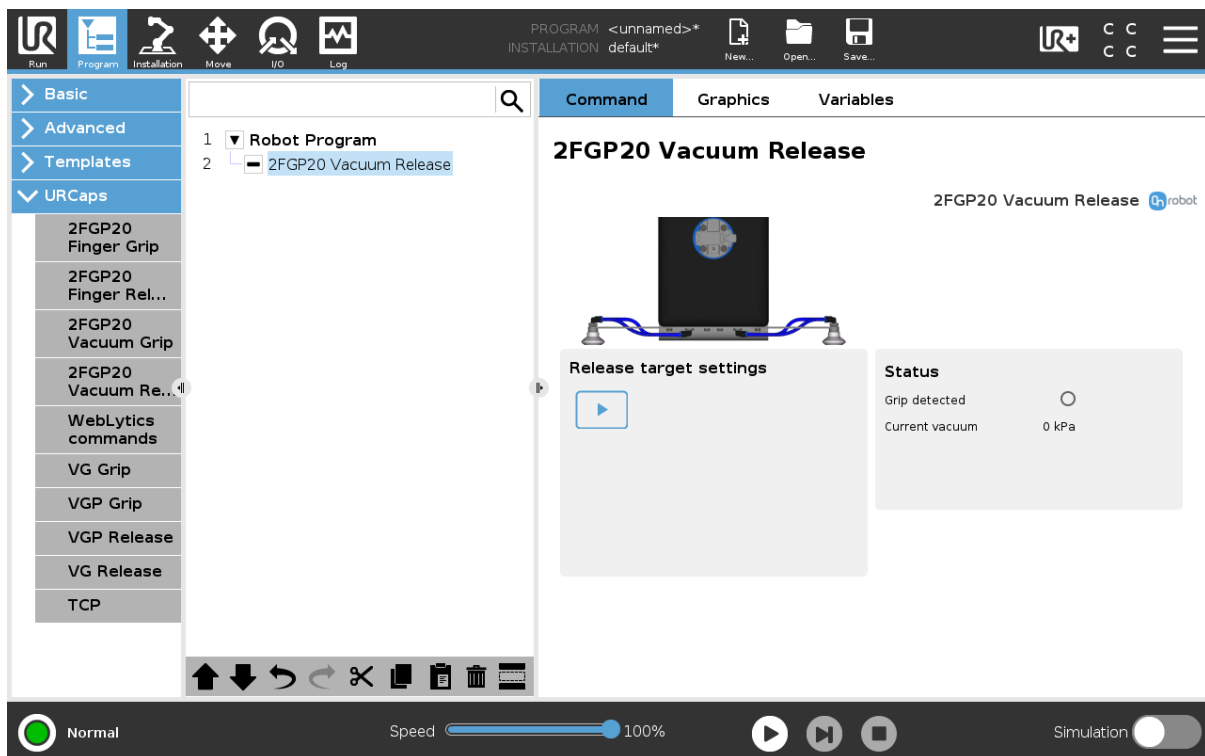 PROGRAM <unnamed>*
INSTALLATION default*
UR
Run
Program
Installation
Move
I/O
Log
New...
Open...
Save...
UR+
C C
C C
Basic
Advanced
Templates
URCaps
2FGP20
Finger Grip
2FGP20
Finger Rel...
2FGP20
Vacuum Grip
2FGP20
Vacuum Re...
WebLytics
commands
VG Grip
VGP Grip
VGP Release
VG Release
TCP
1 Robot Program
2 2FGP20 Vacuum Release
Command Graphics Variables
2FGP20 Vacuum Release
2FGP20 Vacuum Release Onrobot
Release target settings
Status
Grip detected
Current vacuum 0 kPa
Normal
Speed 100%
Simulation